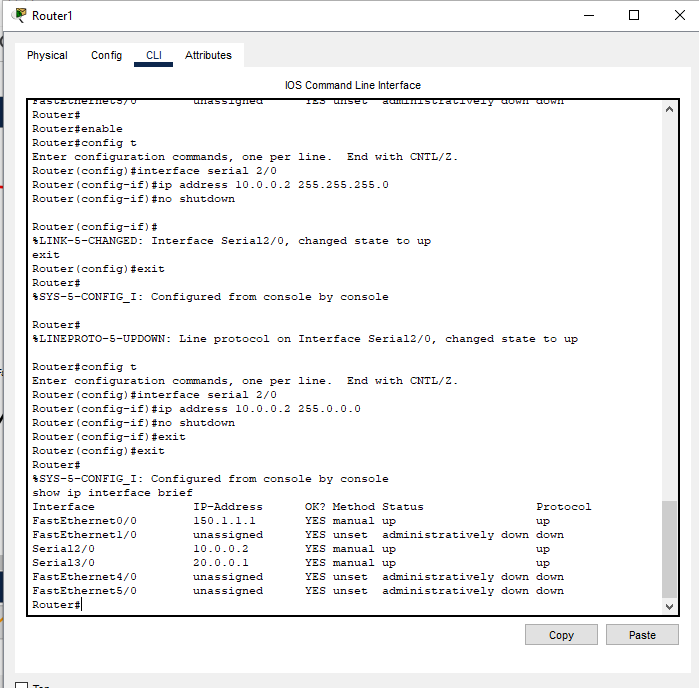 Router1
Physical Config CLI Attributes
IOS Command Line Interface
FastEthernet5/0 unassigned YES unset administratively down down
Router#
Router#enable
Router#config t
Enter configuration commands, one per line. End with CNTL/Z.
Router(config)#interface serial 2/0
Router(config-if)#ip address 10.0.0.2 255.255.255.0
Router(config-if)#no shutdown
Router(config-if)#
%LINK-5-CHANGED: Interface Serial2/0, changed state to up
exit
Router(config)#exit
Router#
%SYS-5-CONFIG_I: Configured from console by console
Router#
%LINEPROTO-5-UPDOWN: Line protocol on Interface Serial2/0, changed state to up
Router#config t
Enter configuration commands, one per line. End with CNTL/Z.
Router(config)#interface serial 2/0
Router(config-if)#ip address 10.0.0.2 255.0.0.0
Router(config-if)#no shutdown
Router(config-if)#exit
Router(config)#exit
Router#
%SYS-5-CONFIG_I: Configured from console by console
show ip interface brief
Interface IP-Address OK? Method Status Protocol
FastEthernet0/0 150.1.1.1 YES manual up up
FastEthernet1/0 unassigned YES unset administratively down down
Serial2/0 10.0.0.2 YES manual up up
Serial3/0 20.0.0.1 YES manual up up
FastEthernet4/0 unassigned YES unset administratively down down
FastEthernet5/0 unassigned YES unset administratively down down
Router#
Copy Paste